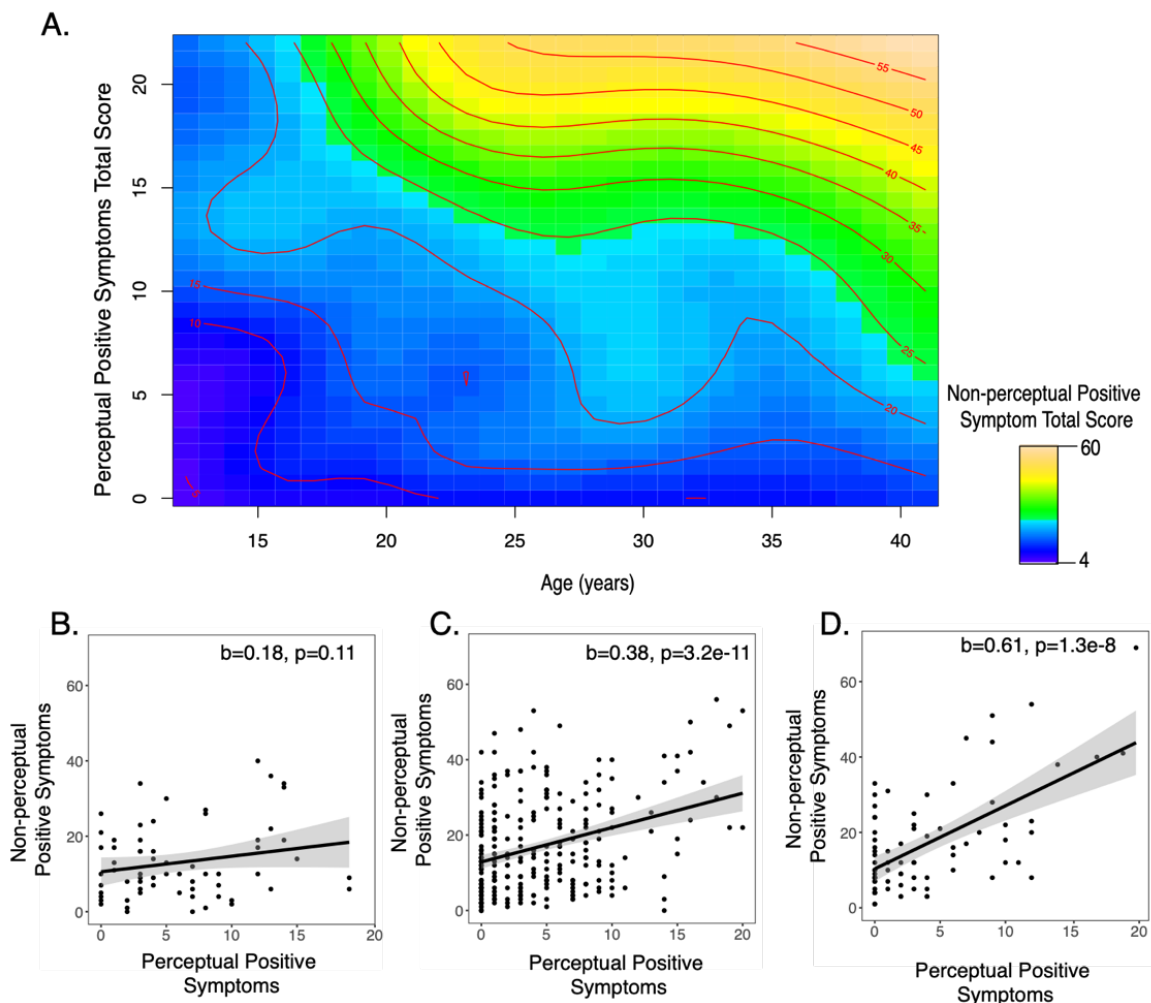 A.
Perceptual Positive Symptoms Total Score
0
5
10
15
20
55
50
45
40
35
30
25
20
15
10
15
20
25
30
35
40
Age (years)
Non-perceptual Positive
Symptom Total Score
60
4
B.
b=0.18, p=0.11
Non-perceptual
Positive Symptoms
0
20
40
60
0
5
10
15
20
Perceptual Positive
Symptoms
C.
b=0.38, p=3.2e-11
Non-perceptual
Positive Symptoms
0
20
40
60
0
5
10
15
20
Perceptual Positive
Symptoms
D.
b=0.61, p=1.3e-8
Non-perceptual
Positive Symptoms
0
20
40
60
0
5
10
15
20
Perceptual Positive
Symptoms